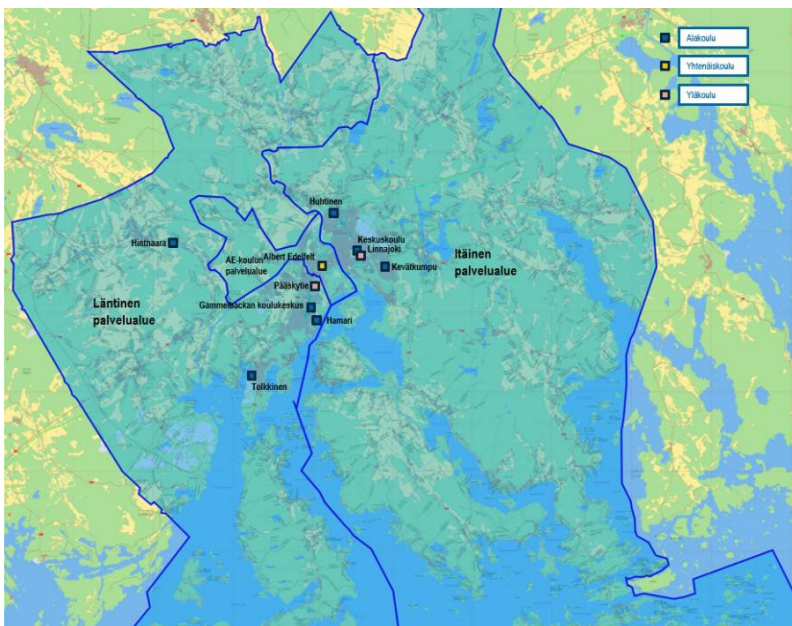 Alakoulu
Yhtenäiskoulu
Yläkoulu
Huhtinen
Hinthaara
Keskuskoulu
Linnajoki
Itäinen
palvelualue
Albert Edelfelt
AE-koulun
palvelualue
Kevätkumpu
Pääskytie
Läntinen
palvelualue
Gammelbackan koulukeskus
Hamari
Tolkkinen